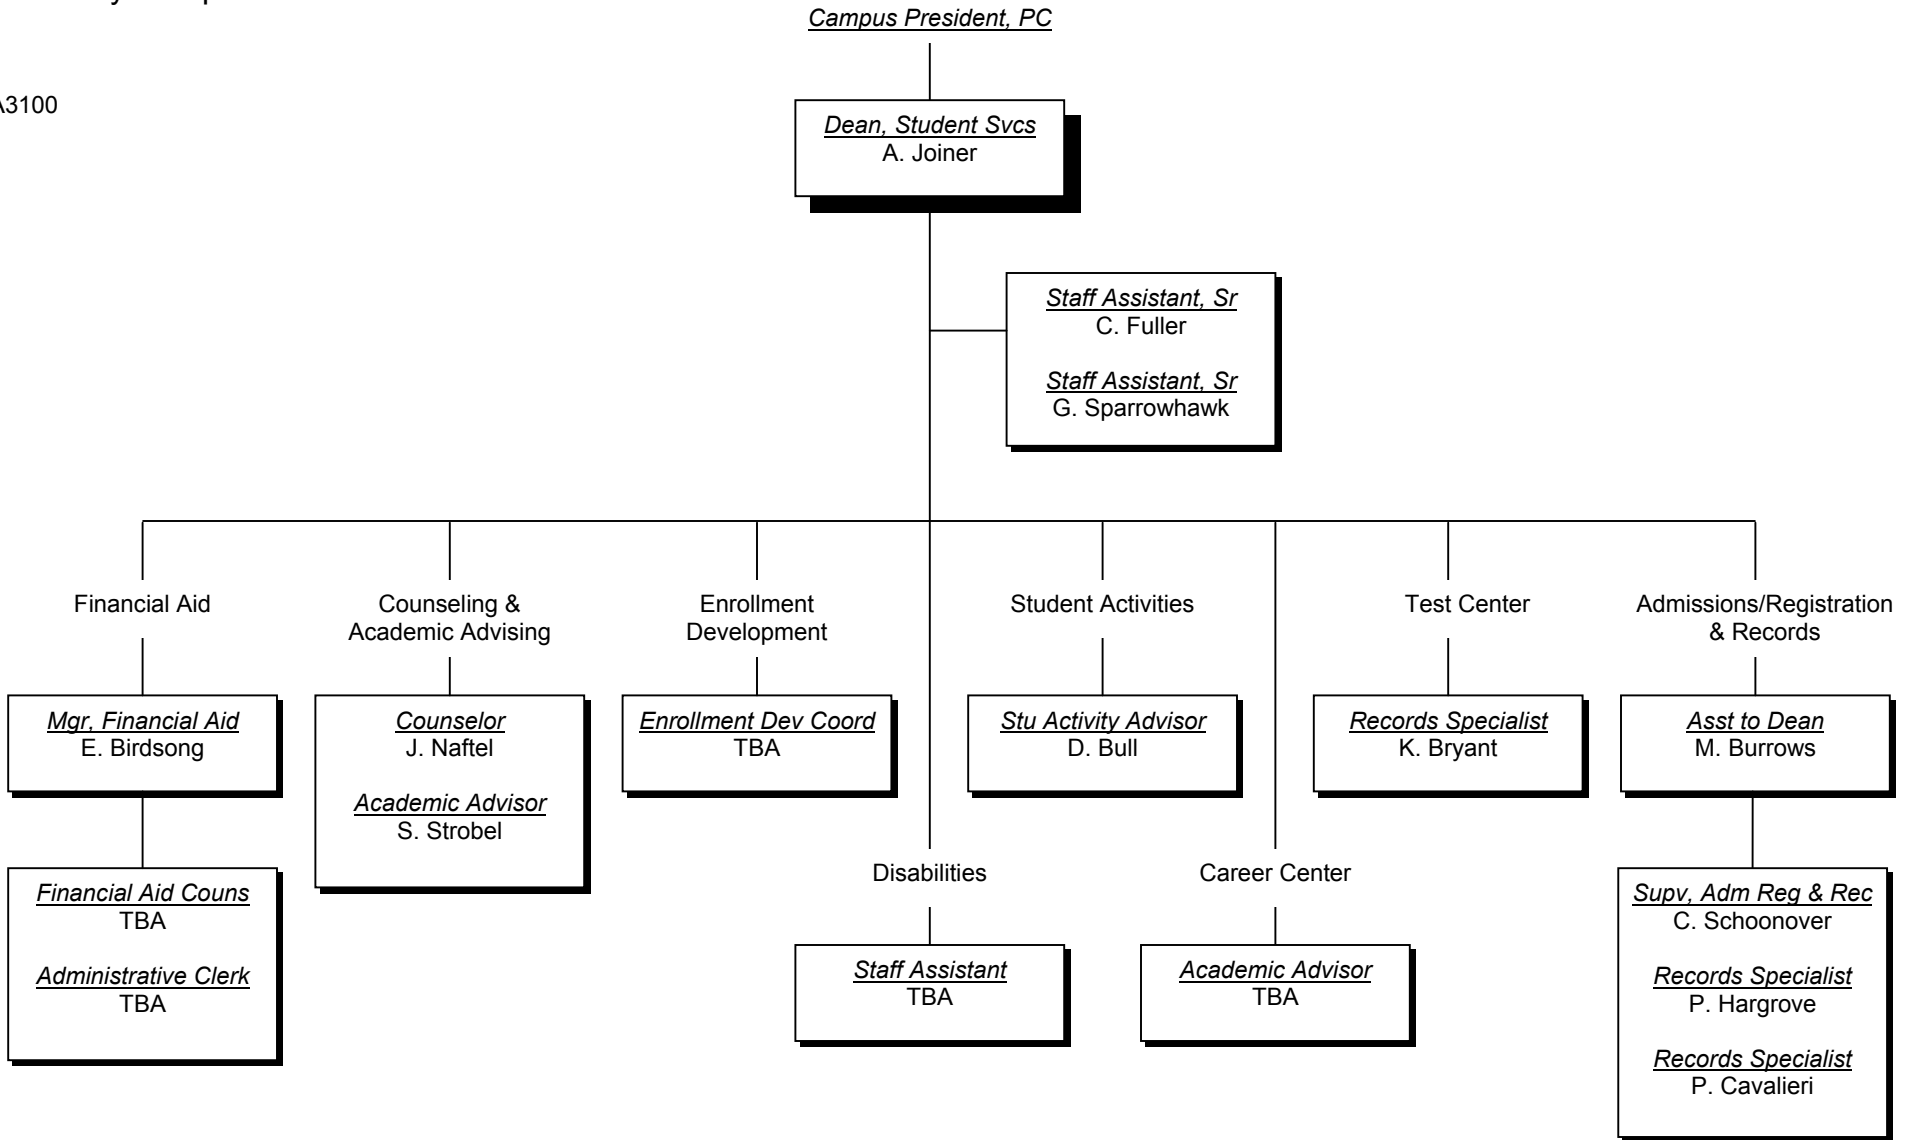 Campus President, PC
A3100
Dean, Student Svcs
A. Joiner
Staff Assistant, Sr
C. Fuller
Staff Assistant, Sr
G. Sparrowhawk
Financial Aid
Counseling &
Academic Advising
Enrollment
Development
Student Activities
Test Center
Admissions/Registration
& Records
Mgr, Financial Aid
E. Birdsong
Counselor
J. Naftel
Academic Advisor
S. Strobel
Enrollment Dev Coord
TBA
Stu Activity Advisor
D. Bull
Records Specialist
K. Bryant
Asst to Dean
M. Burrows
Financial Aid Couns
TBA
Administrative Clerk
TBA
Disabilities
Staff Assistant
TBA
Career Center
Academic Advisor
TBA
Supv, Adm Reg & Rec
C. Schoonover
Records Specialist
P. Hargrove
Records Specialist
P. Cavalieri